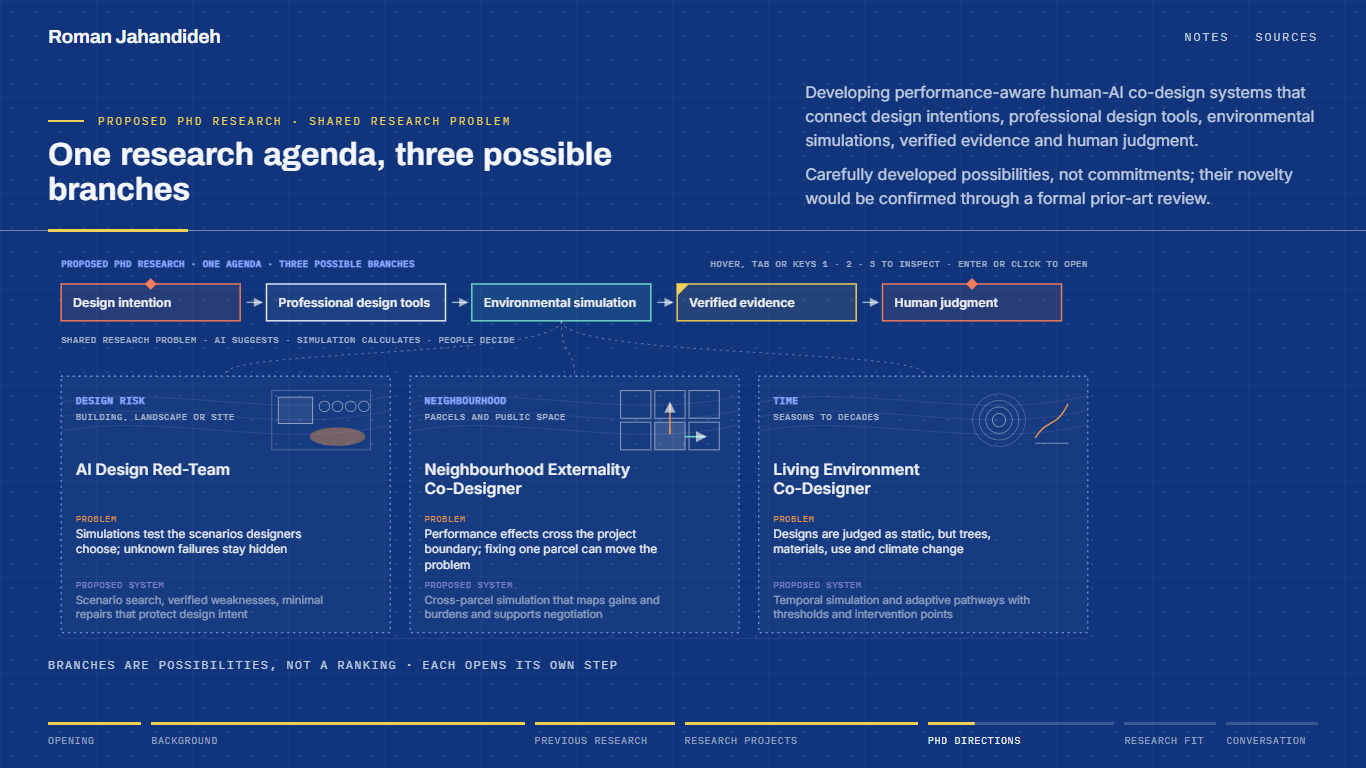 Roman Jahandideh
NOTES SOURCES
PROPOSED PHD RESEARCH · SHARED RESEARCH PROBLEM
One research agenda, three possible
branches
Developing performance-aware human-AI co-design systems that
connect design intentions, professional design tools, environmental
simulations, verified evidence and human judgment.
Carefully developed possibilities, not commitments; their novelty
would be confirmed through a formal prior-art review.
PROPOSED PHD RESEARCH · ONE AGENDA · THREE POSSIBLE BRANCHES
HOVER, TAB OR KEYS 1 · 2 · 3 TO INSPECT · ENTER OR CLICK TO OPEN
Design intention
Professional design tools
Environmental simulation
Verified evidence
Human judgment
SHARED RESEARCH PROBLEM · AI SUGGESTS · SIMULATION CALCULATES · PEOPLE DECIDE
DESIGN RISK
BUILDING, LANDSCAPE OR SITE
AI Design Red-Team
PROBLEM
Simulations test the scenarios designers
choose; unknown failures stay hidden
PROPOSED SYSTEM
Scenario search, verified weaknesses, minimal
repairs that protect design intent
NEIGHBOURHOOD
PARCELS AND PUBLIC SPACE
Neighbourhood Externality
Co-Designer
PROBLEM
Performance effects cross the project
boundary; fixing one parcel can move the
problem
PROPOSED SYSTEM
Cross-parcel simulation that maps gains and
burdens and supports negotiation
TIME
SEASONS TO DECADES
Living Environment
Co-Designer
PROBLEM
Designs are judged as static, but trees,
materials, use and climate change
PROPOSED SYSTEM
Temporal simulation and adaptive pathways with
thresholds and intervention points
BRANCHES ARE POSSIBILITIES, NOT A RANKING · EACH OPENS ITS OWN STEP
OPENING
BACKGROUND
PREVIOUS RESEARCH
RESEARCH PROJECTS
PHD DIRECTIONS
RESEARCH FIT
CONVERSATION